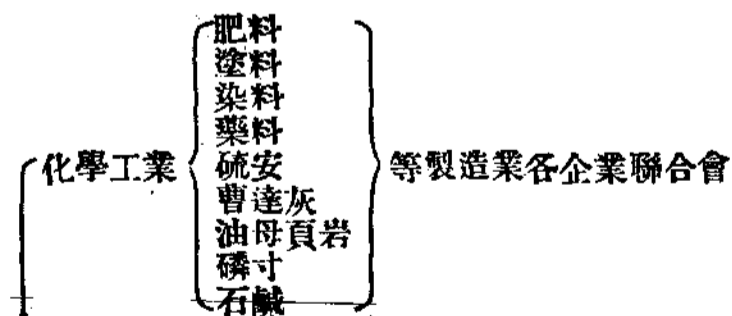 肥料
塗料
染料
藥料
化學工業
硫安
等製造業各企業聯合會
曹達灰
油母頁岩
磷寸
石鹹